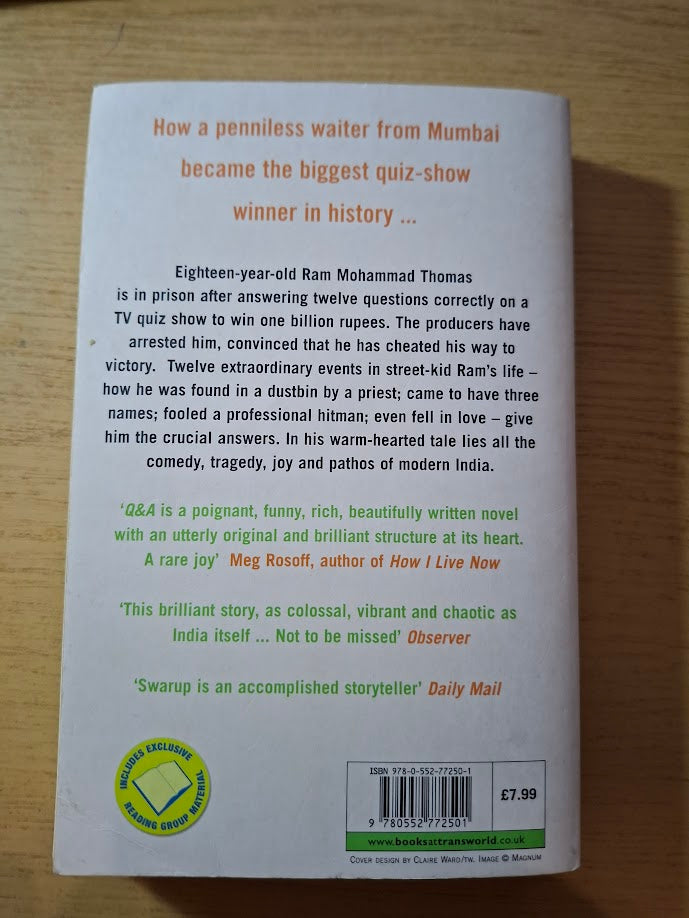 How a penniless waiter from Mumbai
became the biggest quiz-show
winner in history ...
Eighteen-year-old Ram Mohammad Thomas
is in prison after answering twelve questions correctly on a
TV quiz show to win one billion rupees. The producers have
arrested him, convinced that he has cheated his way to
victory. Twelve extraordinary events in street-kid Ram's life –
how he was found in a dustbin by a priest; came to have three
names; fooled a professional hitman; even fell in love – give
him the crucial answers. In his warm-hearted tale lies all the
comedy, tragedy, joy and pathos of modern India.
'Q&A is a poignant, funny, rich, beautifully written novel
with an utterly original and brilliant structure at its heart.
A rare joy' Meg Rosoff, author of How I Live Now
'This brilliant story, as colossal, vibrant and chaotic as
India itself ... Not to be missed' Observer
'Swarup is an accomplished storyteller' Daily Mail
INCLUDES EXCLUSIVE
READING GROUP MATERIAL
ISBN 978-0-552-77250-1
£7.99
9 780552 772501
www.booksattransworld.co.uk
COVER DESIGN BY CLAIRE WARD/TW. IMAGE © MAGNUM